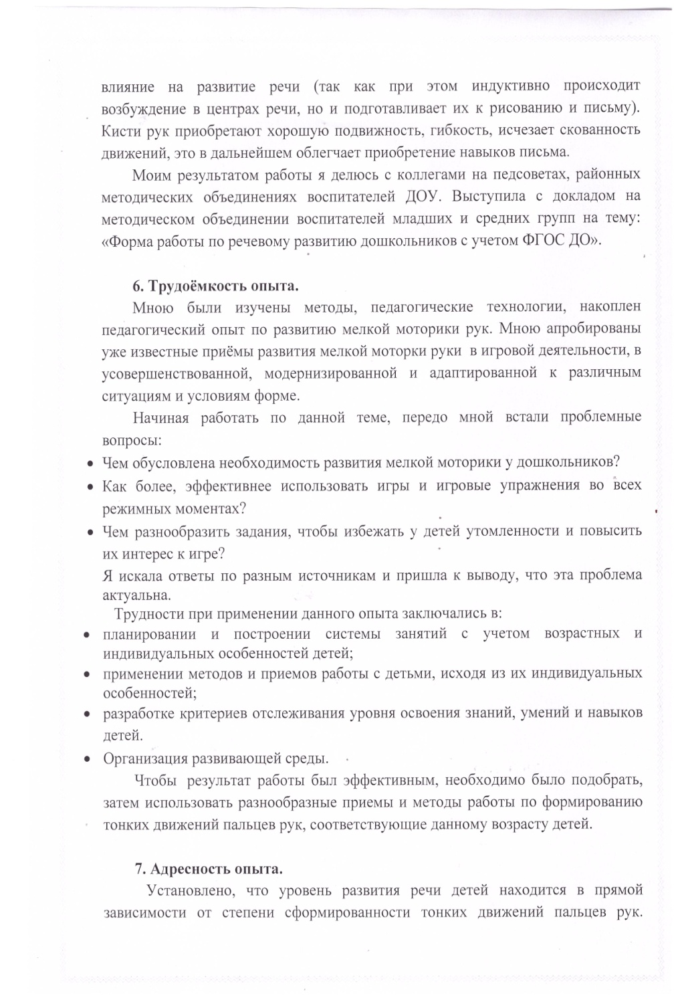 влияние на развитие речи (так как при этом индуктивно происходит
возбуждение в центрах речи, но и подготавливает их к рисованию и письму).
Кисти рук приобретают хорошую подвижность, гибкость, исчезает скованность
движений, это в дальнейшем облегчает приобретение навыков письма.
Моим результатом работы я делюсь с коллегами на педсоветах, районных
методических объединениях воспитателей ДОУ. Выступила с докладом на
методическом объединении воспитателей младших и средних групп на тему:
«Форма работы по речевому развитию дошкольников с учетом ФГОС ДО».
6. Трудоёмкость опыта.
Мною были изучены методы, педагогические технологии, накоплен
педагогический опыт по развитию мелкой моторики рук. Мною апробированы
уже известные приёмы развития мелкой моторки руки в игровой деятельности, в
усовершенствованной, модернизированной и адаптированной к различным
ситуациям и условиям форме.
Начиная работать по данной теме, передо мной встали проблемные
вопросы:
• Чем обусловлена необходимость развития мелкой моторики у дошкольников?
• Как более, эффективнее использовать игры и игровые упражнения во всех
режимных моментах?
• Чем разнообразить задания, чтобы избежать у детей утомленности и повысить
их интерес к игре?
Я искала ответы по разным источникам и пришла к выводу, что эта проблема
актуальна.
Трудности при применении данного опыта заключались в:
• планировании и построении системы занятий с учетом возрастных и
индивидуальных особенностей детей;
• применении методов и приемов работы с детьми, исходя из их индивидуальных
особенностей;
• разработке критериев отслеживания уровня освоения знаний, умений и навыков
детей.
• Организация развивающей среды.
Чтобы результат работы был эффективным, необходимо было подобрать,
затем использовать разнообразные приемы и методы работы по формированию
тонких движений пальцев рук, соответствующие данному возрасту детей.
7. Адресность опыта.
Установлено, что уровень развития речи детей находится в прямой
зависимости от степени сформированности тонких движений пальцев рук.